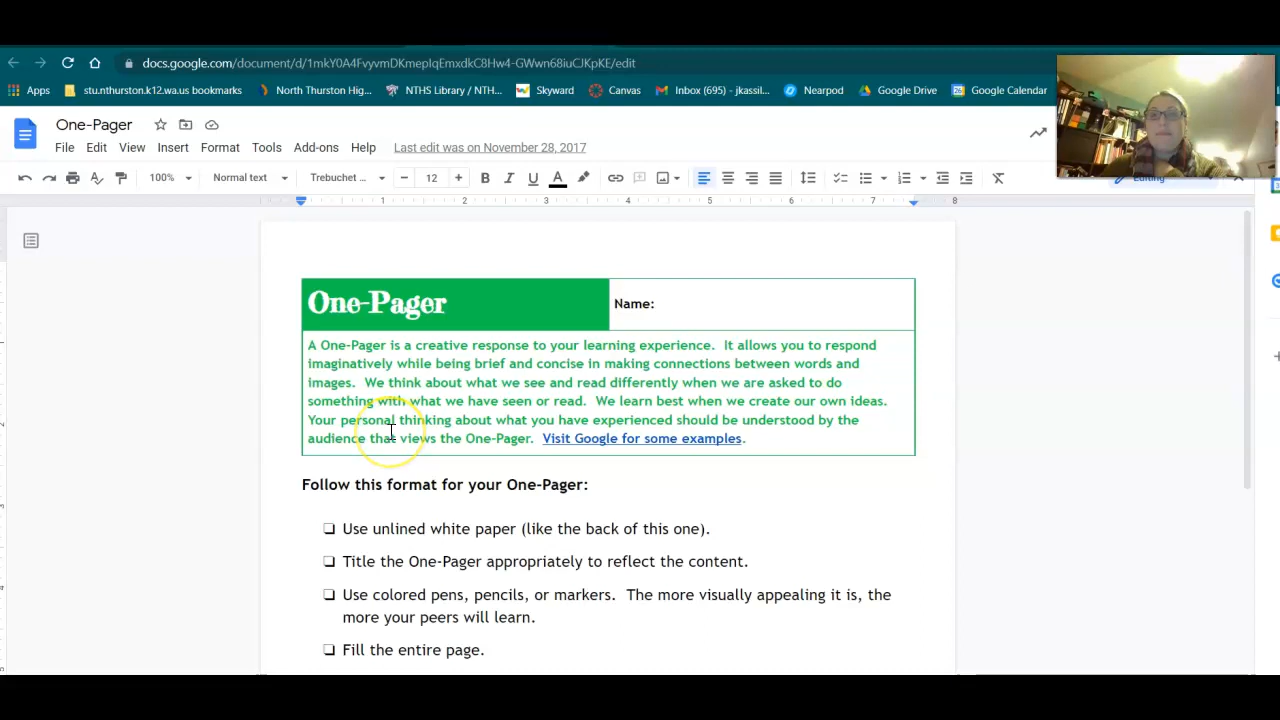 docs.google.com/document/d/1mkY0A4FvyvmDKmepIqEmxdkC8Hw4-GWwn68iuCJKpKE/edit
Apps stu.nthurston.k12.wa.us bookmarks North Thurston Hig... NTHS Library / NTH... Skyward Canvas Inbox (695) - jkassil... Nearpod Google Drive Google Calendar
One-Pager
File Edit View Insert Format Tools Add-ons Help Last edit was on November 28, 2017
100% Normal text Trebuchet ... 12 B I U A Editing
1 2 3 4 5 6 7 8
One-Pager Name:
A One-Pager is a creative response to your learning experience. It allows you to respond
imaginatively while being brief and concise in making connections between words and
images. We think about what we see and read differently when we are asked to do
something with what we have seen or read. We learn best when we create our own ideas.
Your personal thinking about what you have experienced should be understood by the
audience that views the One-Pager. Visit Google for some examples.
Follow this format for your One-Pager:
❏ Use unlined white paper (like the back of this one).
❏ Title the One-Pager appropriately to reflect the content.
❏ Use colored pens, pencils, or markers. The more visually appealing it is, the
more your peers will learn.
❏ Fill the entire page.